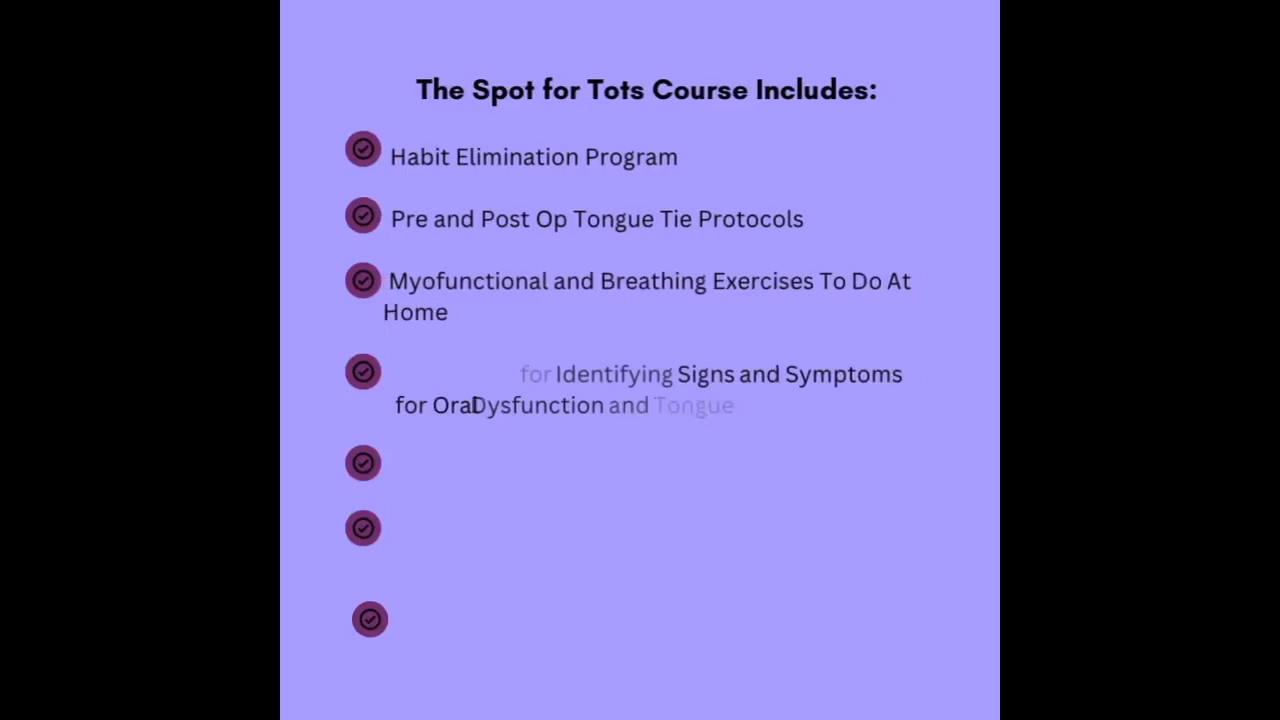 The Spot for Tots Course Includes:
Habit Elimination Program
Pre and Post Op Tongue Tie Protocols
Myofunctional and Breathing Exercises To Do At
Home
for Identifying Signs and Symptoms
for Oral Dysfunction and Tongue